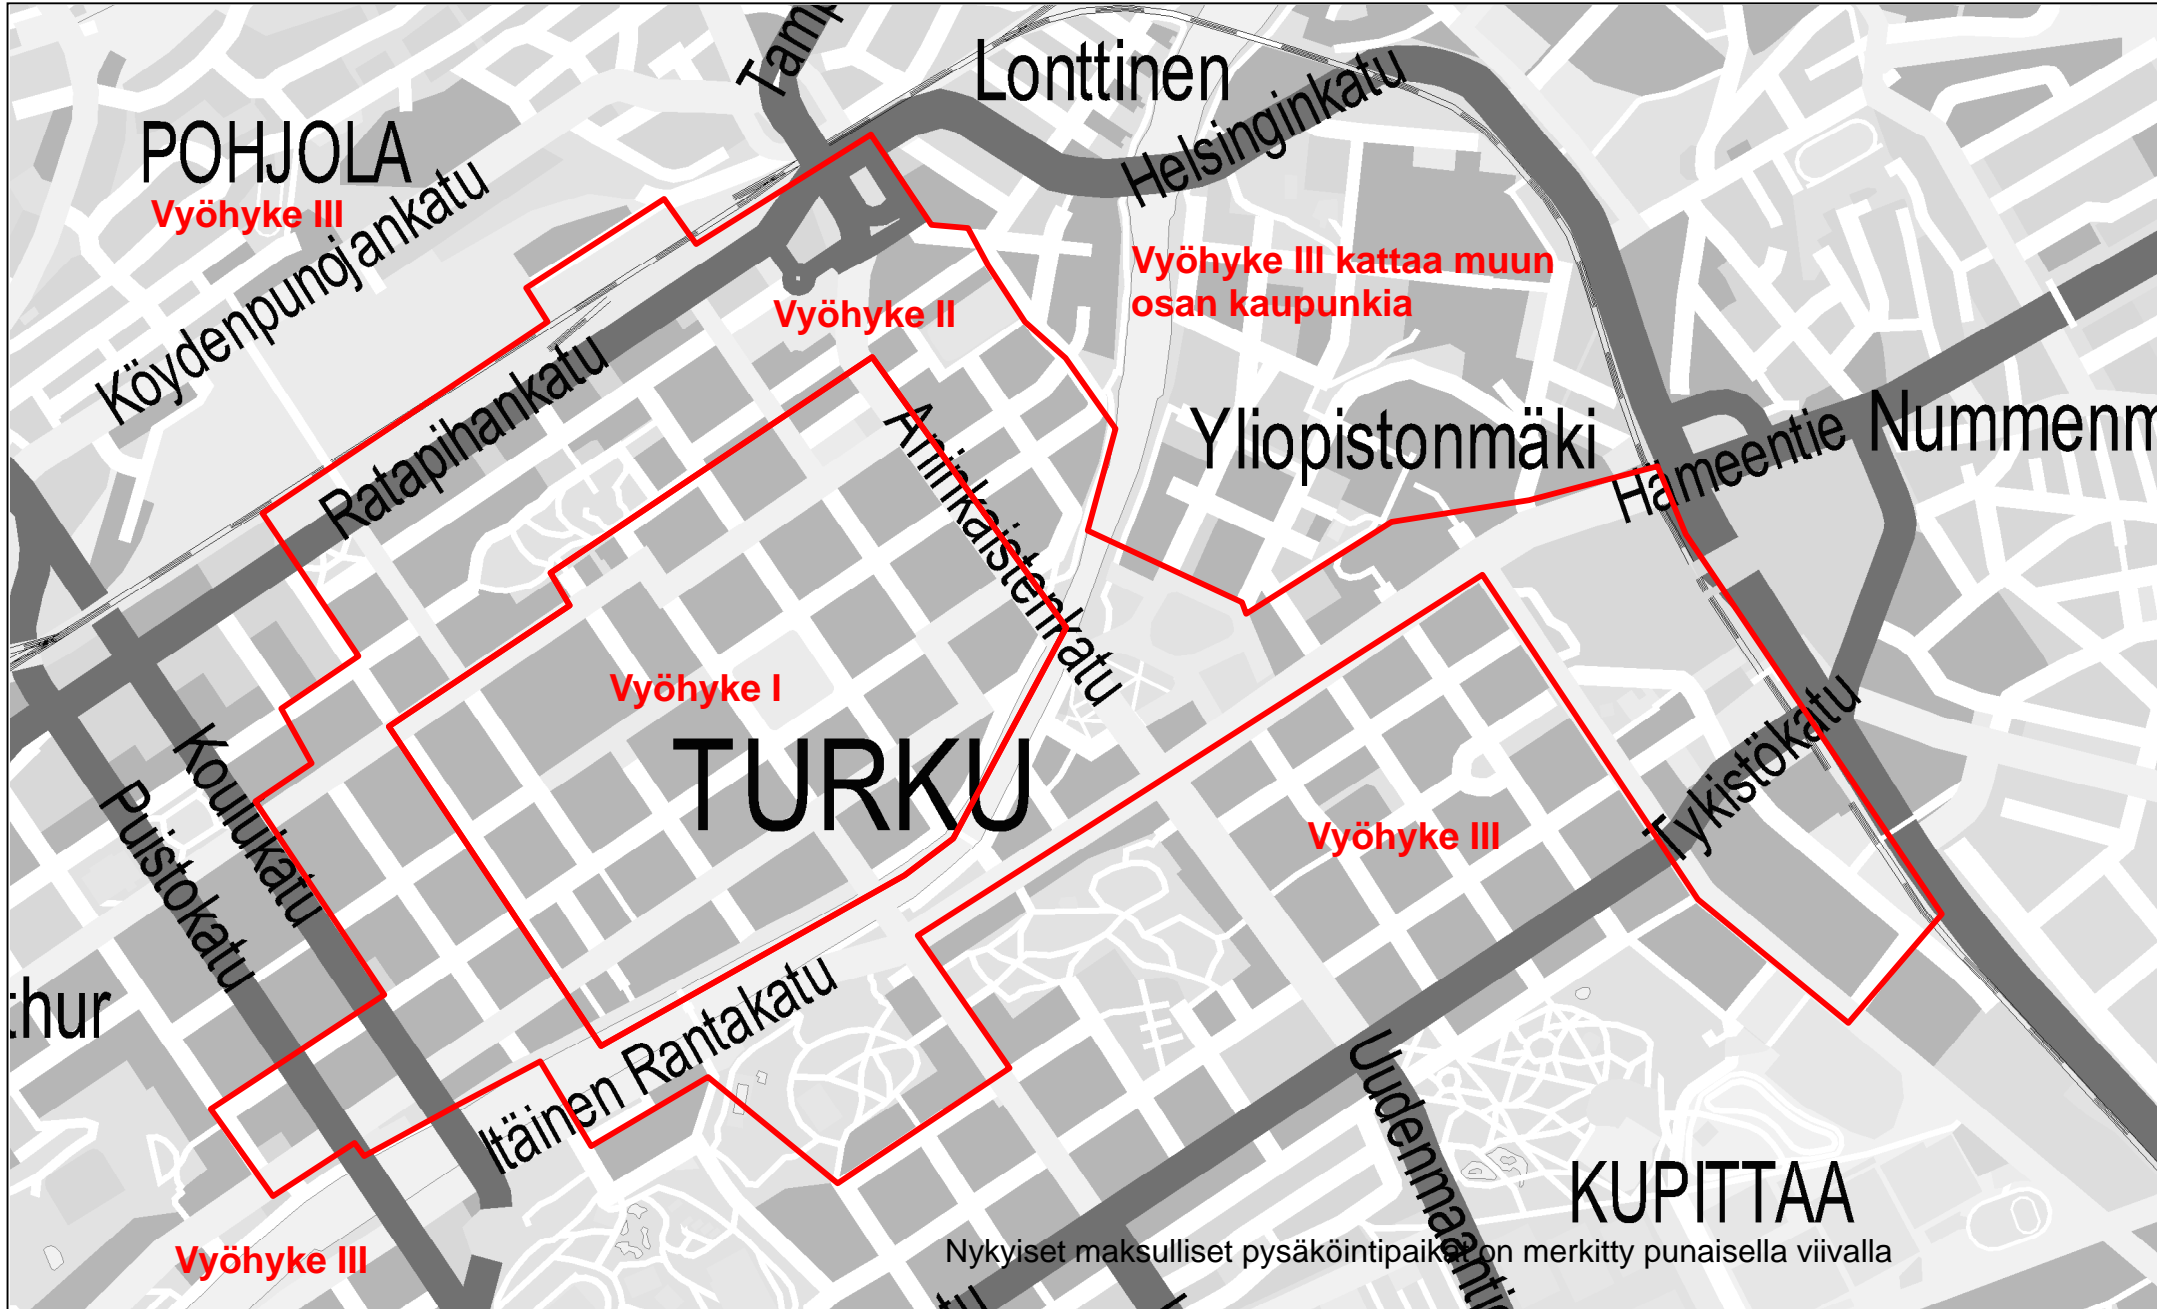 Lonttinen
Helsinginkatu
POHJOLA
Vyöhyke III
Köydenpunojankatu
Vyöhyke III kattaa muun
osan kaupunkia
Vyöhyke II
Ratapihankatu
Aninkaistenkatu
Yliopistonmäki
Hämeentie
Vyöhyke I
TURKU
Koulukatu
Puistokatu
Tykistökatu
Vyöhyke III
Itäinen Rantakatu
Uudenmaantie
KUPITTAA
Vyöhyke III
Nykyiset maksulliset pysäköintipaikat on merkitty punaisella viivalla